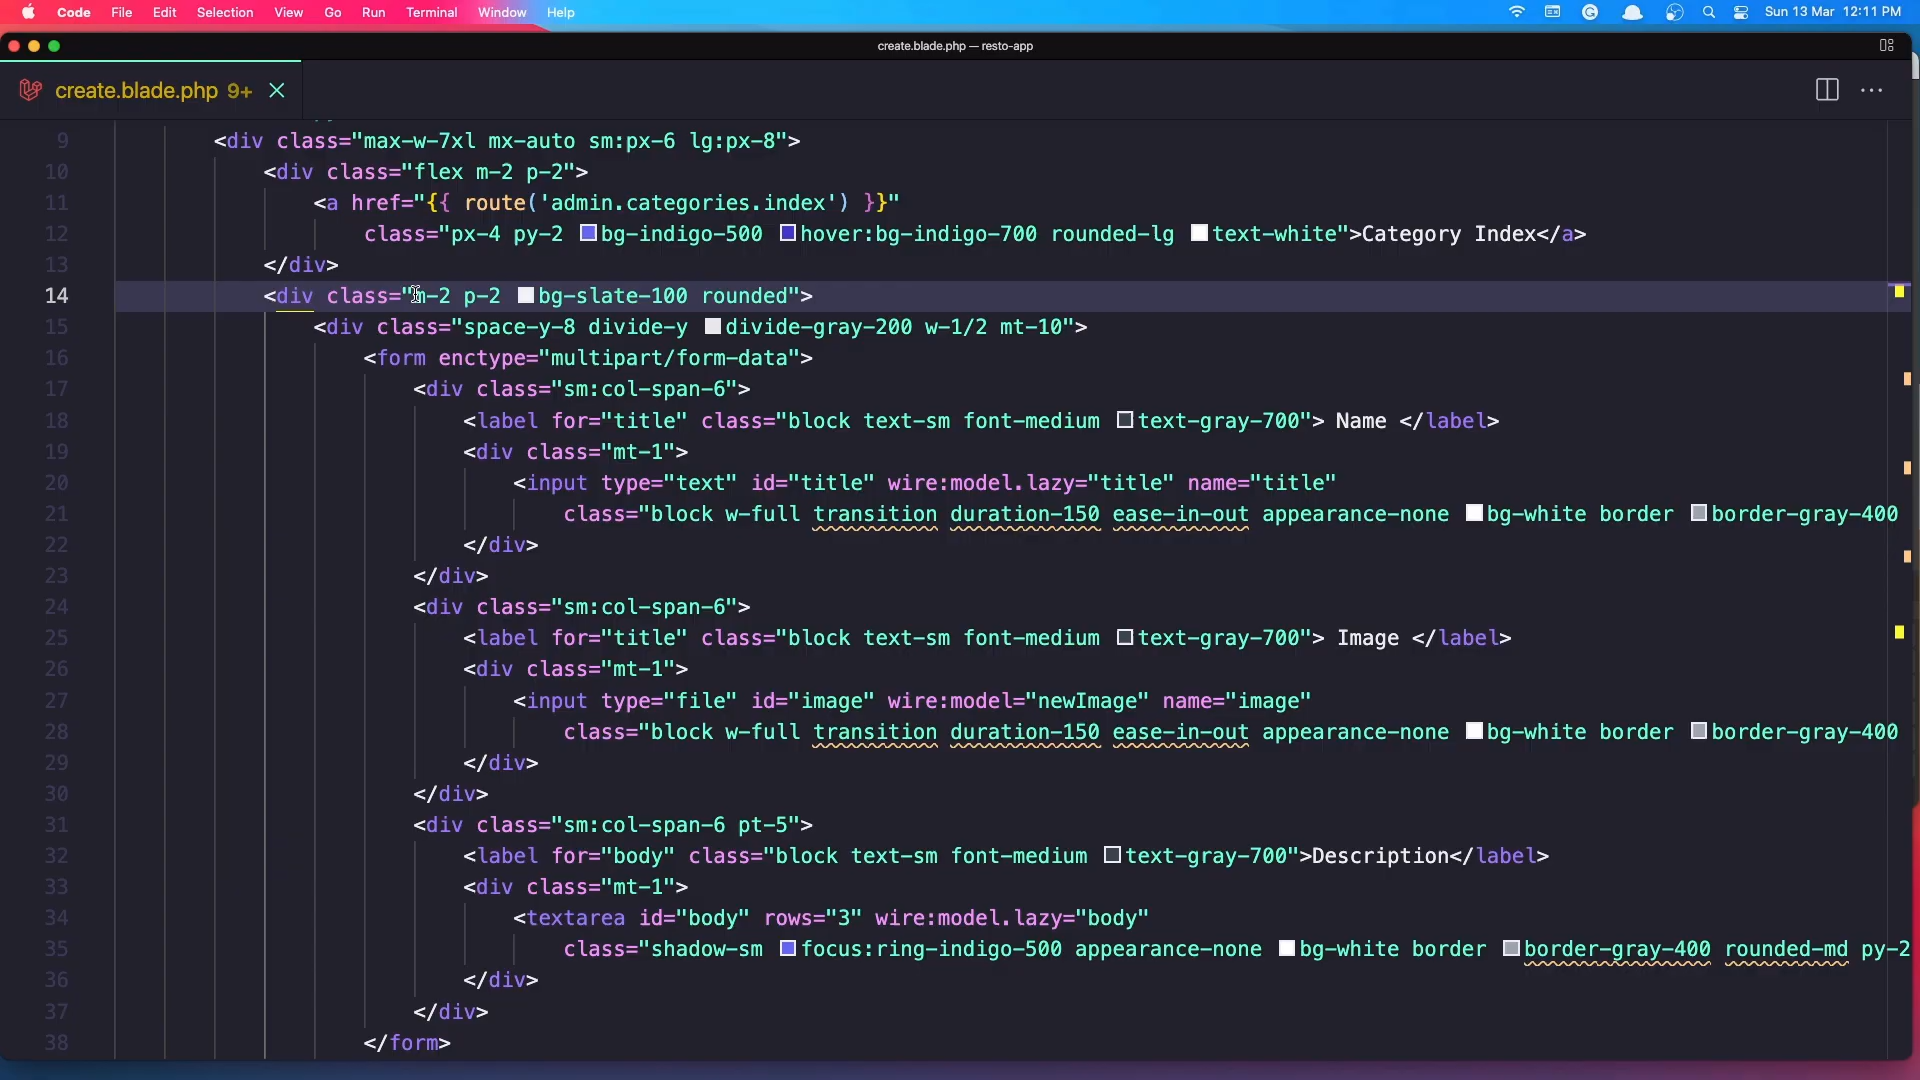 Code File Edit Selection View Go Run Terminal Window Help Sun 13 Mar 12:11 PM
create.blade.php — resto-app
create.blade.php 9+
9 <div class="max-w-7xl mx-auto sm:px-6 lg:px-8">
10 <div class="flex m-2 p-2">
11 <a href="{{ route('admin.categories.index') }}"
12 class="px-4 py-2 bg-indigo-500 hover:bg-indigo-700 rounded-lg text-white">Category Index</a>
13 </div>
14 <div class="m-2 p-2 bg-slate-100 rounded">
15 <div class="space-y-8 divide-y divide-gray-200 w-1/2 mt-10">
16 <form enctype="multipart/form-data">
17 <div class="sm:col-span-6">
18 <label for="title" class="block text-sm font-medium text-gray-700"> Name </label>
19 <div class="mt-1">
20 <input type="text" id="title" wire:model.lazy="title" name="title"
21 class="block w-full transition duration-150 ease-in-out appearance-none bg-white border border-gray-400
22 </div>
23 </div>
24 <div class="sm:col-span-6">
25 <label for="title" class="block text-sm font-medium text-gray-700"> Image </label>
26 <div class="mt-1">
27 <input type="file" id="image" wire:model="newImage" name="image"
28 class="block w-full transition duration-150 ease-in-out appearance-none bg-white border border-gray-400
29 </div>
30 </div>
31 <div class="sm:col-span-6 pt-5">
32 <label for="body" class="block text-sm font-medium text-gray-700">Description</label>
33 <div class="mt-1">
34 <textarea id="body" rows="3" wire:model.lazy="body"
35 class="shadow-sm focus:ring-indigo-500 appearance-none bg-white border border-gray-400 rounded-md py-2
36 </div>
37 </div>
38 </form>